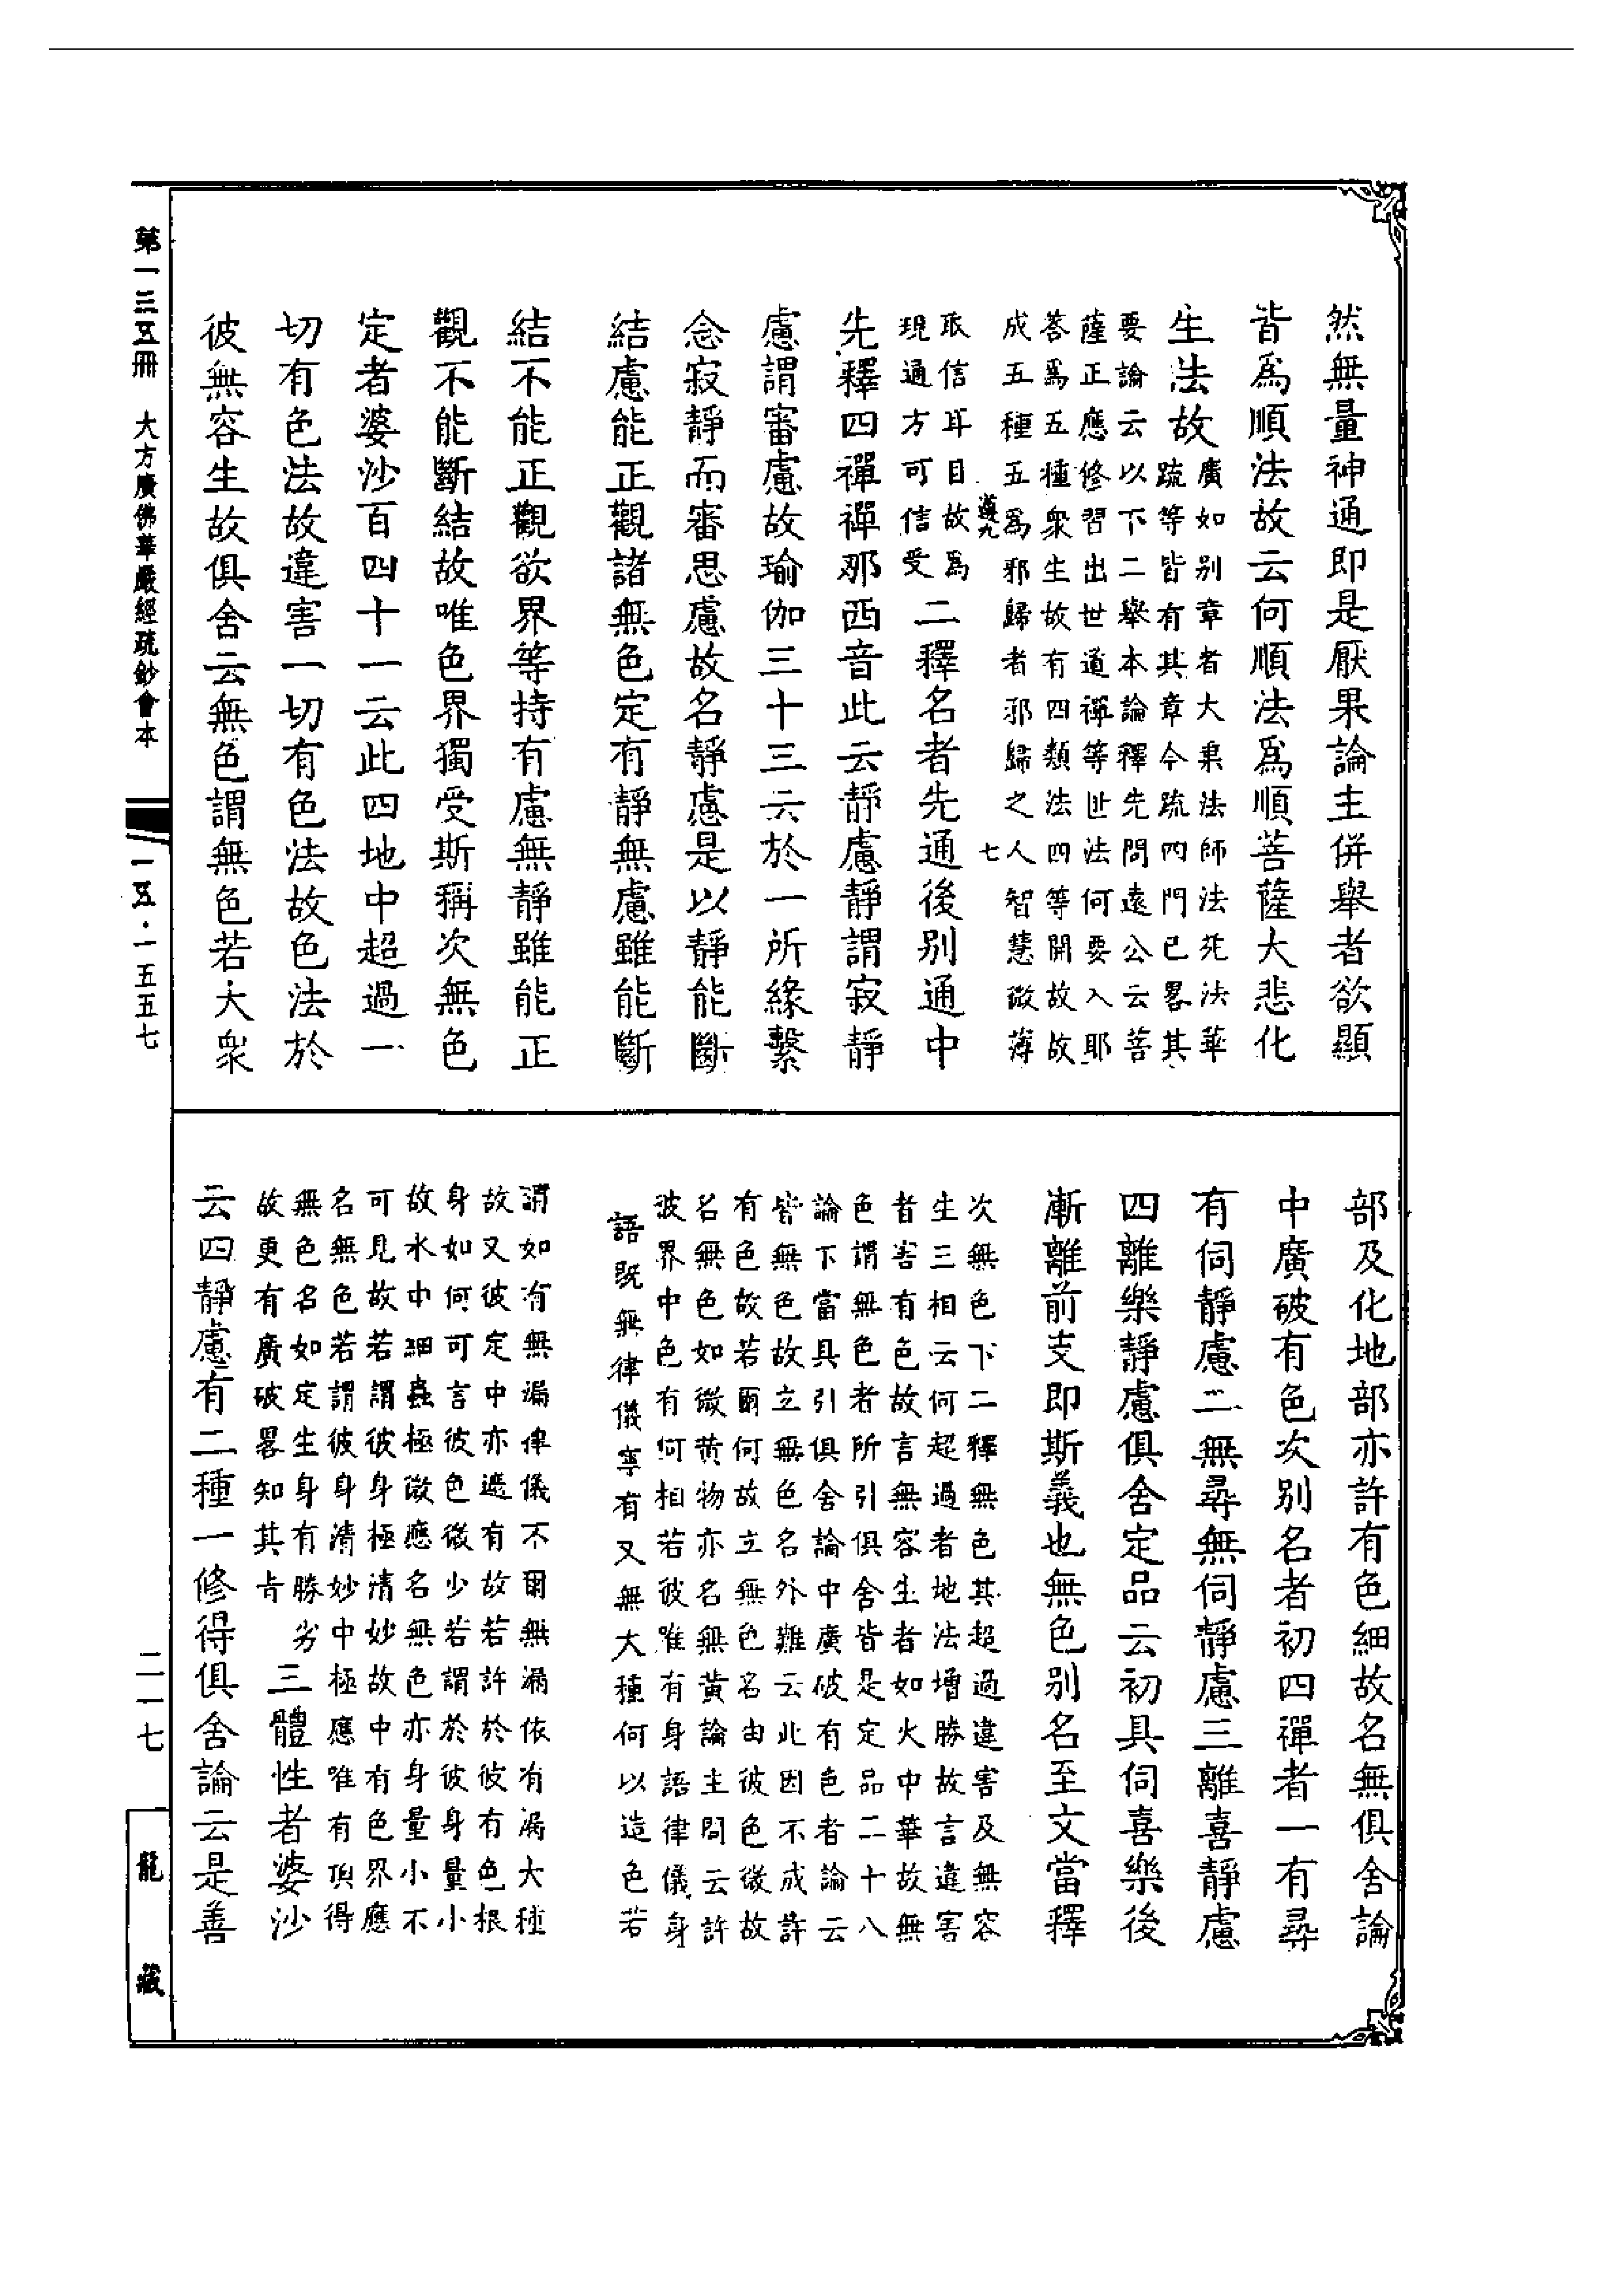 然無量神通即是厭果論主併舉者欲顯
皆爲順法故云何順法爲順菩薩大悲化
生法故
廣如别章者大乗法師法苑法華
疏等皆有其章今疏四門已畧其
要論云以下二舉本論釋先問遠公云菩
薩正應修習出世道禪等世法何要入耶
荅爲五種衆生故有四類法四等開故故
成五種五爲邪歸者邪歸之人智慧微薄
遵九
七
取信耳目故爲
現通方可信受
二釋名者先通後别通中
先釋四禪禪那西音此云靜慮靜謂寂靜
慮謂審慮故瑜伽三十三云於一所緣繫
念寂靜而審思慮故名靜慮是以靜能斷
結慮能正觀諸無色定有靜無慮雖能斷
結不能正觀欲界等持有慮無靜雖能正
觀不能斷結故唯色界獨受斯稱次無色
定者婆沙百四十一云此四地中超過一
切有色法故違害一切有色法故色法於
彼無容生故俱舍云無色謂無色若大衆
部及化地部亦許有色細故名無俱舍論
中廣破有色次别名者初四禪者一有尋
有伺靜慮二無尋無伺靜慮三離喜靜慮
四離樂靜慮俱舍定品云初具伺喜樂後
漸離前支即斯義也無色别名至文當釋
次無色下二釋無色其超過違害及無容
生三相云何超過者地法增勝故言違害
者害有色故言無容生者如火中華故無
色謂無色者所引俱舍皆是定品二十八
論下當具引俱舍論中廣破有色者論云
皆無色故立無色名外難云此因不成許
有色故若爾何故立無色名由彼色微故
名無色如微黄物亦名無黃論主問云許
彼界中色有何相若彼唯有身語律儀身
語既無律儀寧有又無大種何以造色若
謂如有無漏律儀不爾無漏依有漏大種
故又彼定中亦遮有故若許於彼有色根
身如何可言彼色微少若謂於彼身量小
故水中細蟲極微應名無色亦身量小不
可見故若謂彼身極清妙故中有色界應
名無色若謂彼身清妙中極應唯有頂得
無色名如定生身有勝劣
故更有廣破畧知其㫖
三體性者婆沙
云四靜慮有二種一修得俱舍論云是善
第一三五冊　大方廣佛華嚴經疏鈔會本
一五·一五五七
二一七
龍藏